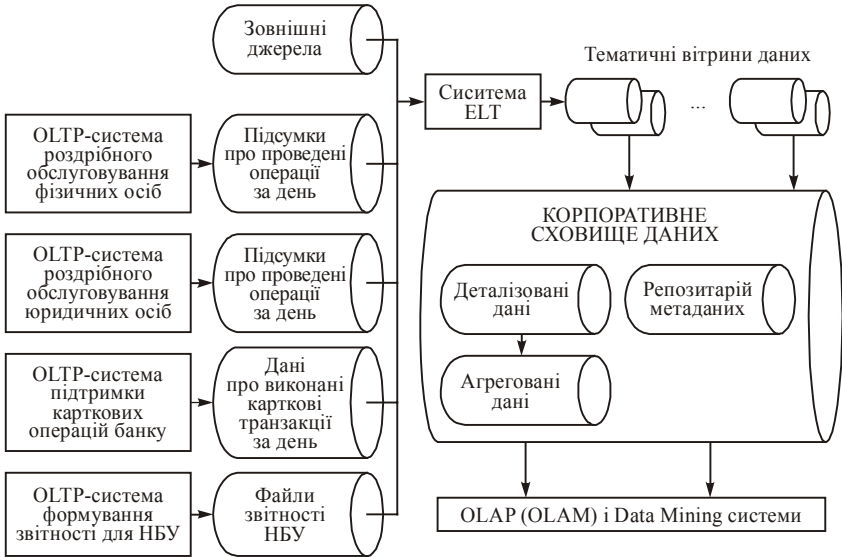 Зовнішні
джерела
Тематичні вітрини даних
Сиситема
ELT
...
OLTP-система
роздрібного
обслуговування
фізичних осіб
Підсумки
про проведені
операції
за день
OLTP-система
роздрібного
обслуговування
юридичних осіб
Підсумки
про проведені
операції
за день
OLTP-система
підтримки
карткових
операцій банку
Дані
про виконані
карткові
транзакції
за день
OLTP-система
формування
звітності для НБУ
Файли
звітності
НБУ
КОРПОРАТИВНЕ
СХОВИЩЕ ДАНИХ
Деталізовані
дані
Репозитарій
метаданих
Агреговані
дані
OLAP (OLAM) і Data Mining системи